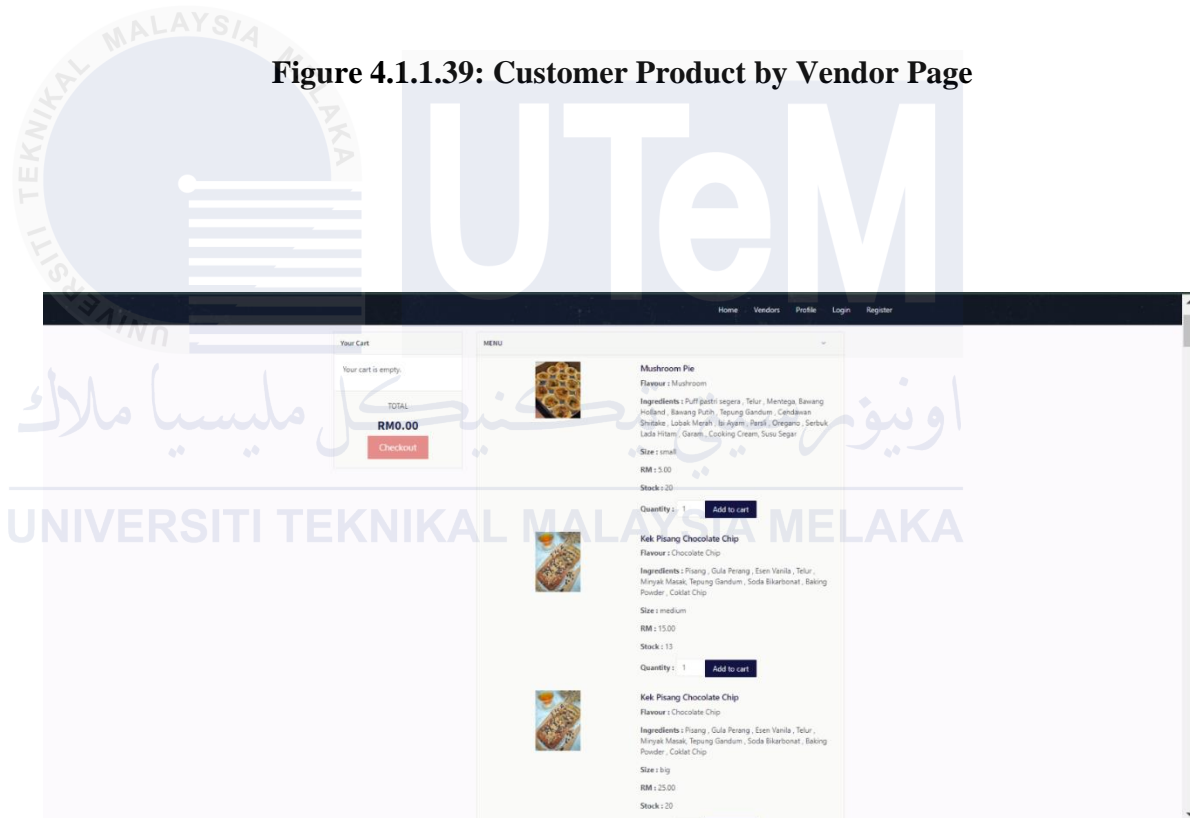 UNIVERSITI TEKNIKAL MALAYSIA MELAKA
Figure 4.1.1.39: Customer Product by Vendor Page
UTeM
Home Vendors Profile Login Register
Your Cart
Your cart is empty.
TOTAL
RM0.00
Checkout
MENU
Mushroom Pie
Flavour : Mushroom
Ingredients : Puff pastri segera , Telur , Mentega, Bawang
Holland , Bawang Putih , Tepung Gandum , Cendawan
Shiitake , Lobak Merah , Isi Ayam , Parsli , Oregano , Serbuk
Lada Hitam , Garam , Cooking Cream, Susu Segar
Size : small
RM : 5.00
Stock : 20
Quantity : 1 Add to cart
Kek Pisang Chocolate Chip
Flavour : Chocolate Chip
Ingredients : Pisang , Gula Perang , Esen Vanila , Telur ,
Minyak Masak, Tepung Gandum , Soda Bikarbonat , Baking
Powder , Coklat Chip
Size : medium
RM : 15.00
Stock : 13
Quantity : 1 Add to cart
Kek Pisang Chocolate Chip
Flavour : Chocolate Chip
Ingredients : Pisang , Gula Perang , Esen Vanila , Telur ,
Minyak Masak, Tepung Gandum , Soda Bikarbonat , Baking
Powder , Coklat Chip
Size : big
RM : 25.00
Stock : 20
اونيۏرسيتي تيكنيكل مليسيا ملاك
UNIVERSITI TEKNIKAL MALAYSIA MELAKA